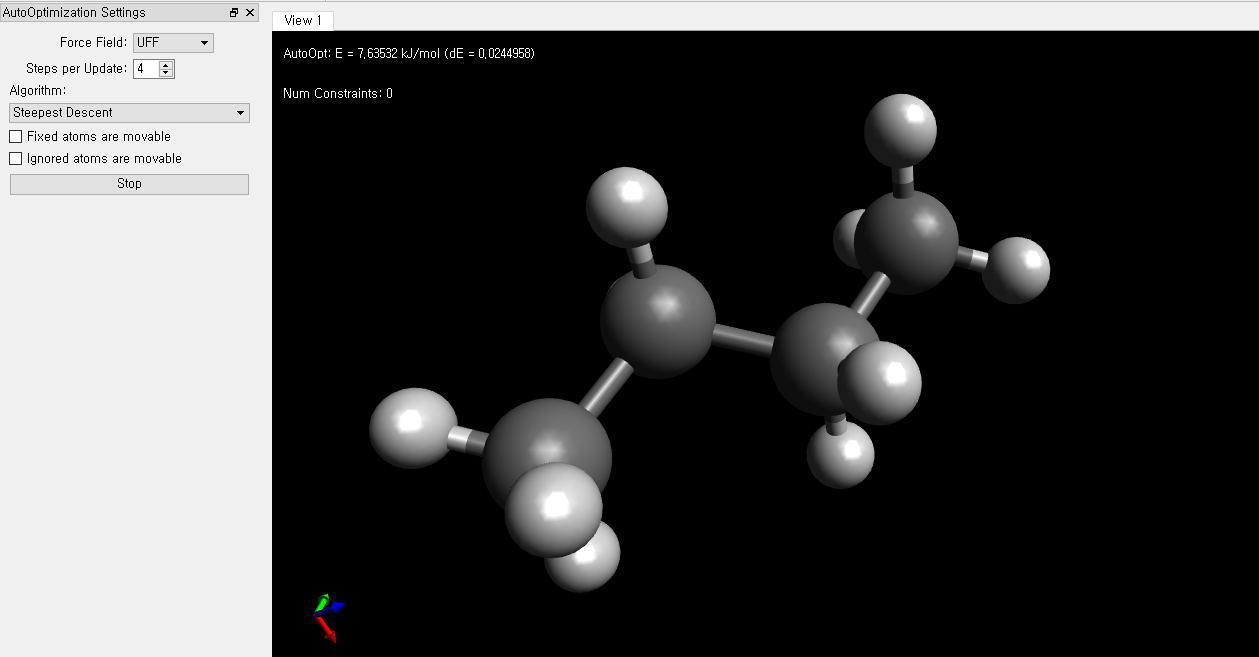 AutoOptimization Settings
Force Field: UFF
Steps per Update: 4
Algorithm:
Steepest Descent
Fixed atoms are movable
Ignored atoms are movable
Stop
View 1
AutoOpt: E = 7,63532 kJ/mol (dE = 0,0244958)
Num Constraints: 0